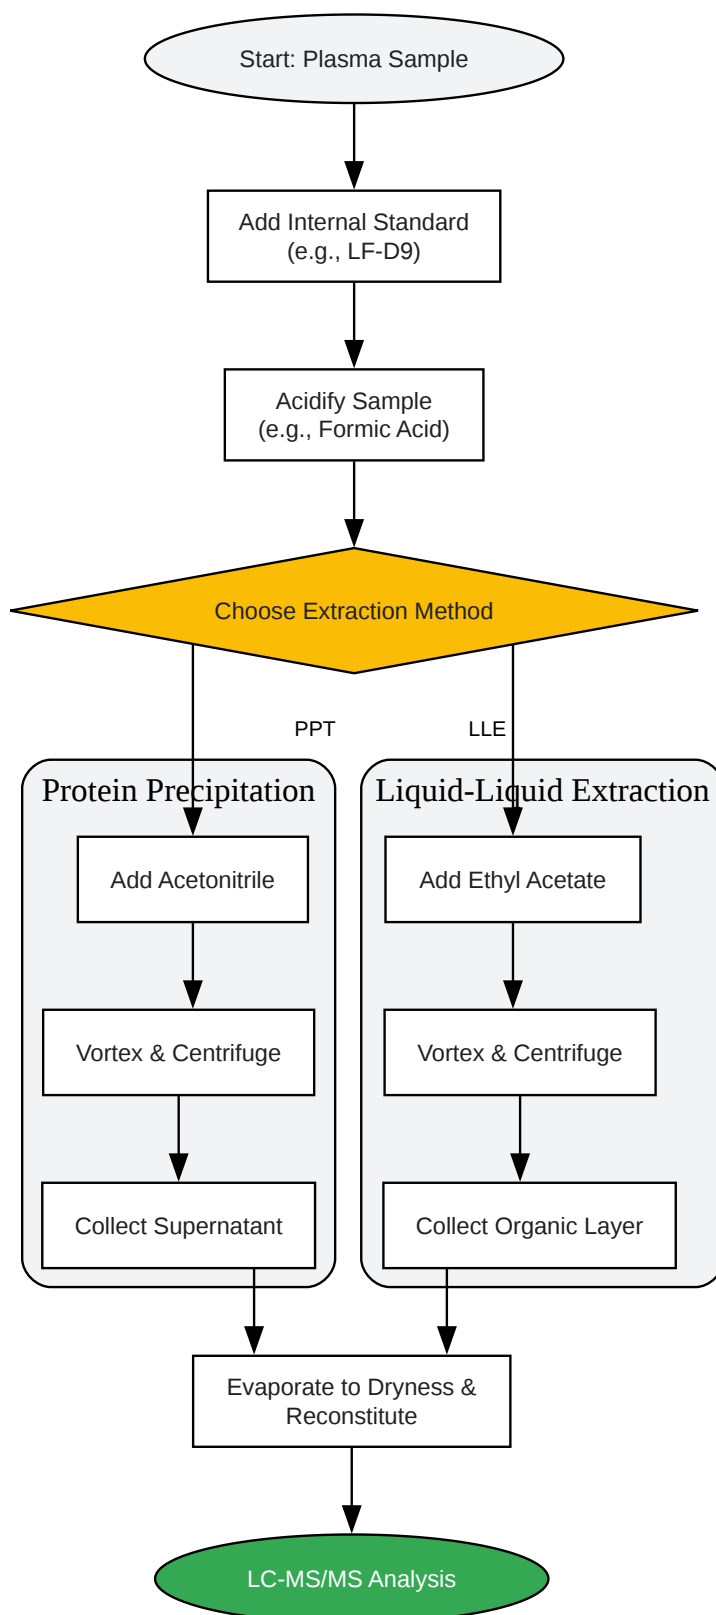 Start: Plasma Sample
Add Internal Standard
(e.g., LF-D9)
Acidify Sample
(e.g., Formic Acid)
Choose Extraction Method
PPT
LLE
Protein Precipitation
Add Acetonitrile
Vortex & Centrifuge
Collect Supernatant
Liquid-Liquid Extraction
Add Ethyl Acetate
Vortex & Centrifuge
Collect Organic Layer
Evaporate to Dryness &
Reconstitute
LC-MS/MS Analysis